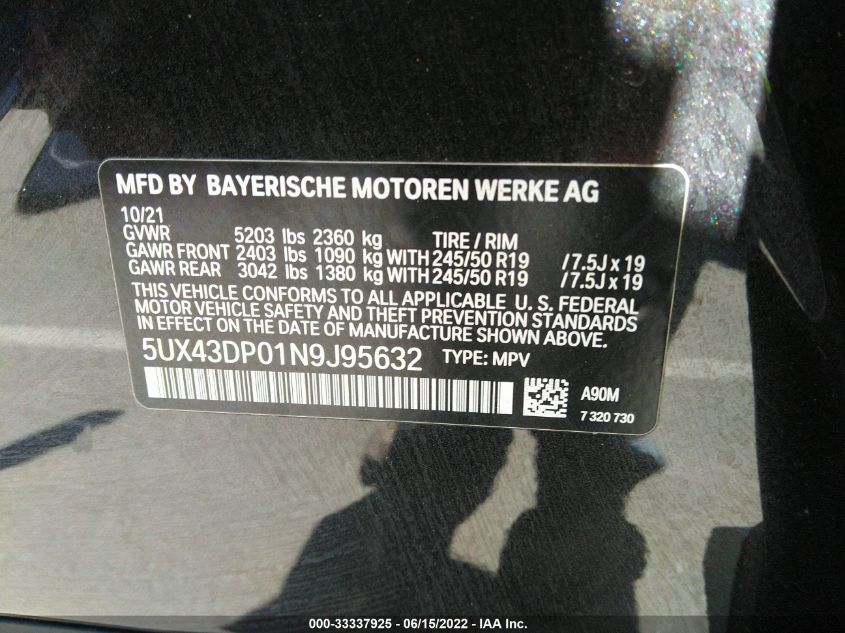 MFD BY BAYERISCHE MOTOREN WERKE AG
10/21
GVWR 5203 lbs 2360 kg TIRE / RIM
GAWR FRONT 2403 lbs 1090 kg WITH 245/50 R19 /7.5J x 19
GAWR REAR 3042 lbs 1380 kg WITH 245/50 R19 /7.5J x 19
THIS VEHICLE CONFORMS TO ALL APPLICABLE U. S. FEDERAL
MOTOR VEHICLE SAFETY AND THEFT PREVENTION STANDARDS
IN EFFECT ON THE DATE OF MANUFACTURE SHOWN ABOVE.
5UX43DP01N9J95632 TYPE: MPV
A90M
7 320 730
000-33337925 - 06/15/2022 - IAA Inc.